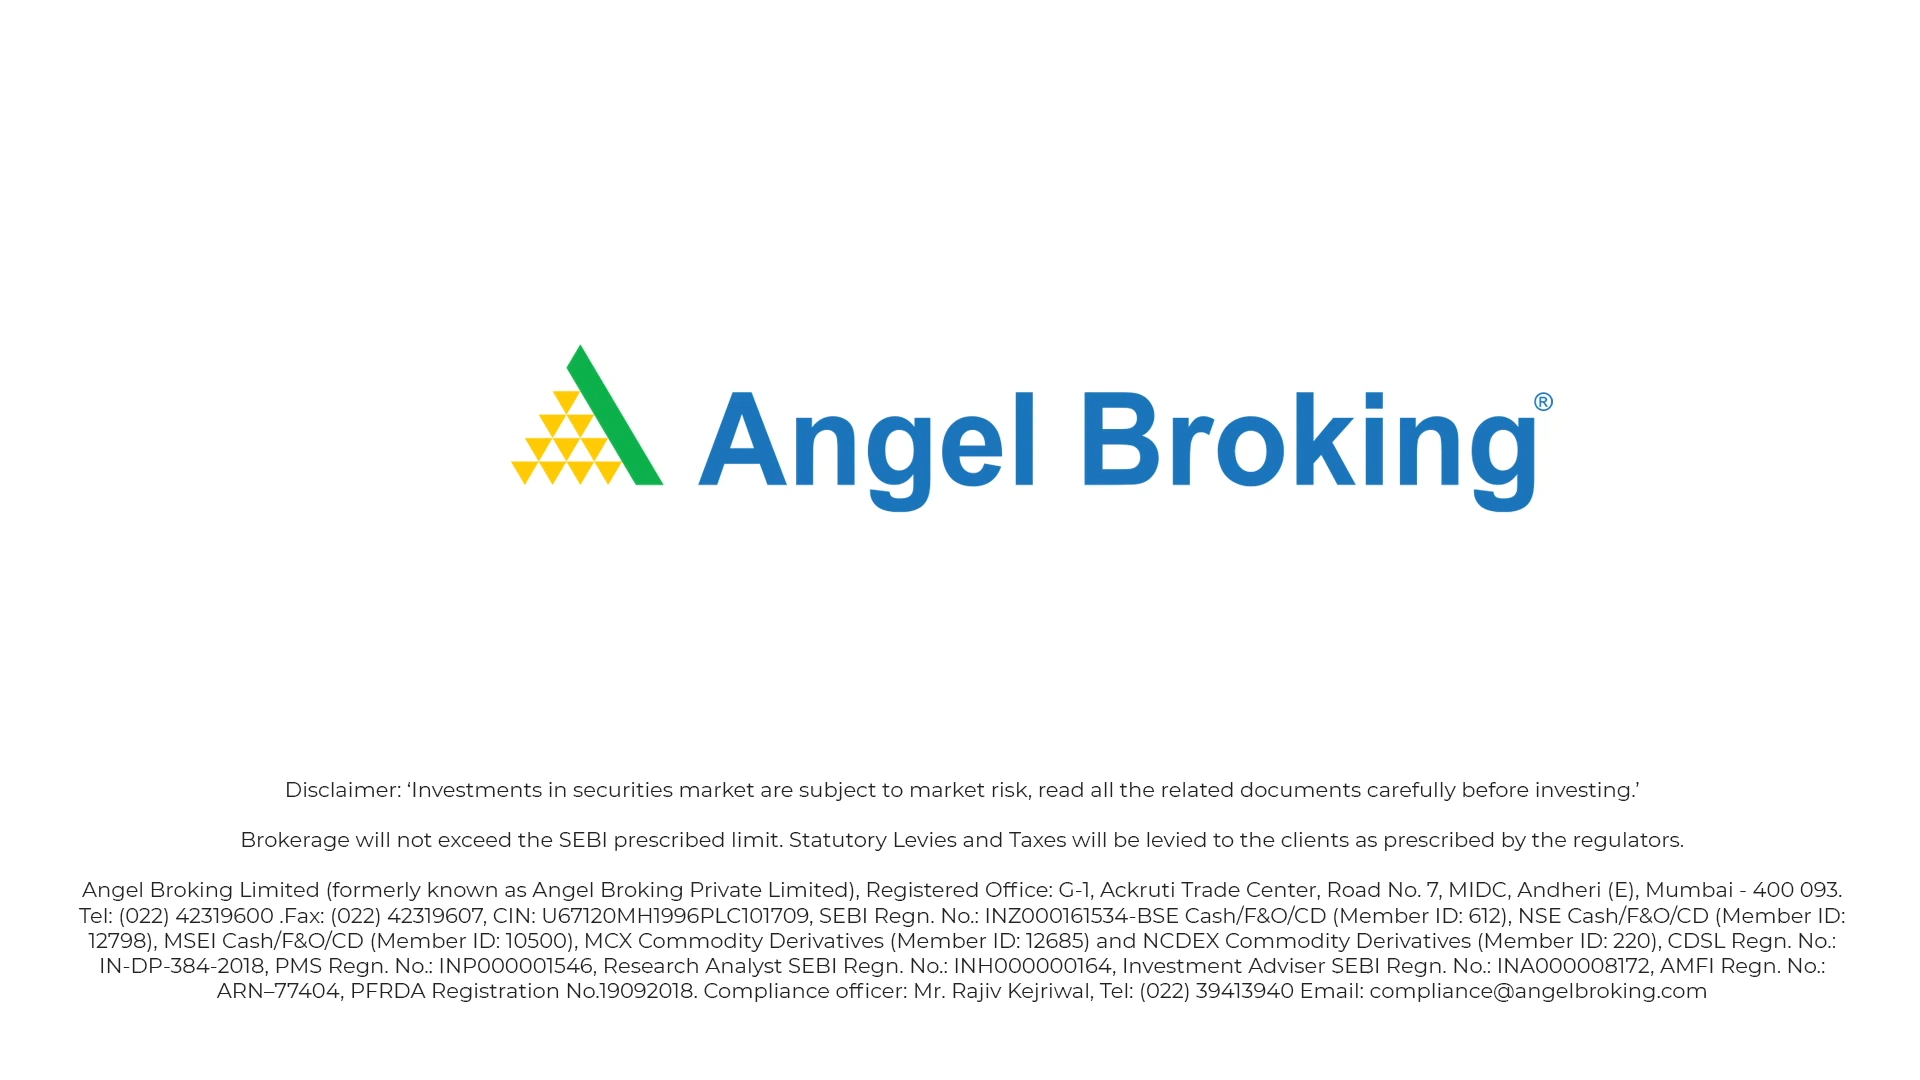 Angel Broking®
Disclaimer: ‘Investments in securities market are subject to market risk, read all the related documents carefully before investing.’
Brokerage will not exceed the SEBI prescribed limit. Statutory Levies and Taxes will be levied to the clients as prescribed by the regulators.
Angel Broking Limited (formerly known as Angel Broking Private Limited), Registered Office: G-1, Ackruti Trade Center, Road No. 7, MIDC, Andheri (E), Mumbai - 400 093.
Tel: (022) 42319600 .Fax: (022) 42319607, CIN: U67120MH1996PLC101709, SEBI Regn. No.: INZ000161534-BSE Cash/F&O/CD (Member ID: 612), NSE Cash/F&O/CD (Member ID:
12798), MSEI Cash/F&O/CD (Member ID: 10500), MCX Commodity Derivatives (Member ID: 12685) and NCDEX Commodity Derivatives (Member ID: 220), CDSL Regn. No.:
IN-DP-384-2018, PMS Regn. No.: INP000001546, Research Analyst SEBI Regn. No.: INH000000164, Investment Adviser SEBI Regn. No.: INA000008172, AMFI Regn. No.:
ARN–77404, PFRDA Registration No.19092018. Compliance officer: Mr. Rajiv Kejriwal, Tel: (022) 39413940 Email: compliance@angelbroking.com